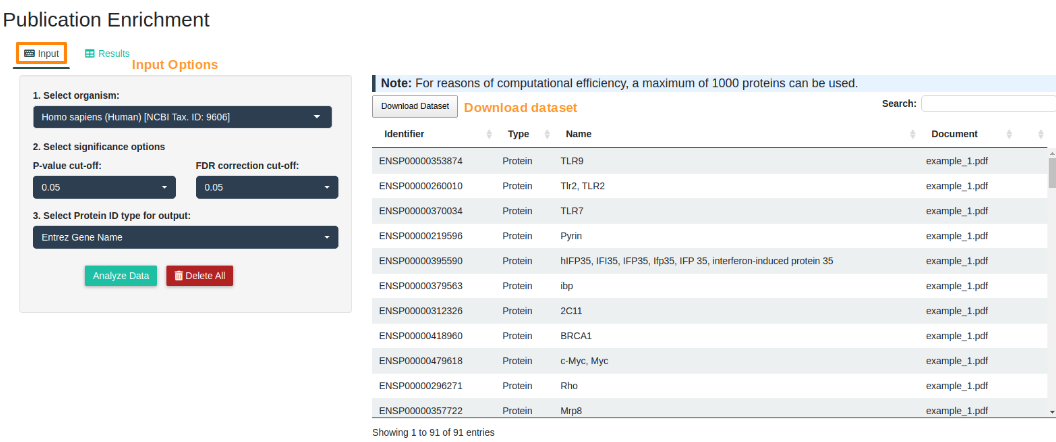 Publication Enrichment
Input
Results
Input Options
1. Select organism:
Homo sapiens (Human) [NCBI Tax. ID: 9606]
2. Select significance options
P-value cut-off: FDR correction cut-off:
0.05 0.05
3. Select Protein ID type for output:
Entrez Gene Name
Analyze Data Delete All
Note: For reasons of computational efficiency, a maximum of 1000 proteins can be used.
Download Dataset Download dataset Search:
Identifier Type Name Document
ENSP00000353874 Protein TLR9 example_1.pdf
ENSP00000260010 Protein Tlr2, TLR2 example_1.pdf
ENSP00000370034 Protein TLR7 example_1.pdf
ENSP00000219596 Protein Pyrin example_1.pdf
ENSP00000395590 Protein hIFP35, IFI35, IFP35, Ifp35, IFP 35, interferon-induced protein 35 example_1.pdf
ENSP00000379563 Protein ibp example_1.pdf
ENSP00000312326 Protein 2C11 example_1.pdf
ENSP00000418960 Protein BRCA1 example_1.pdf
ENSP00000479618 Protein c-Myc, Myc example_1.pdf
ENSP00000296271 Protein Rho example_1.pdf
ENSP00000357722 Protein Mrp8 example_1.pdf
Showing 1 to 91 of 91 entries